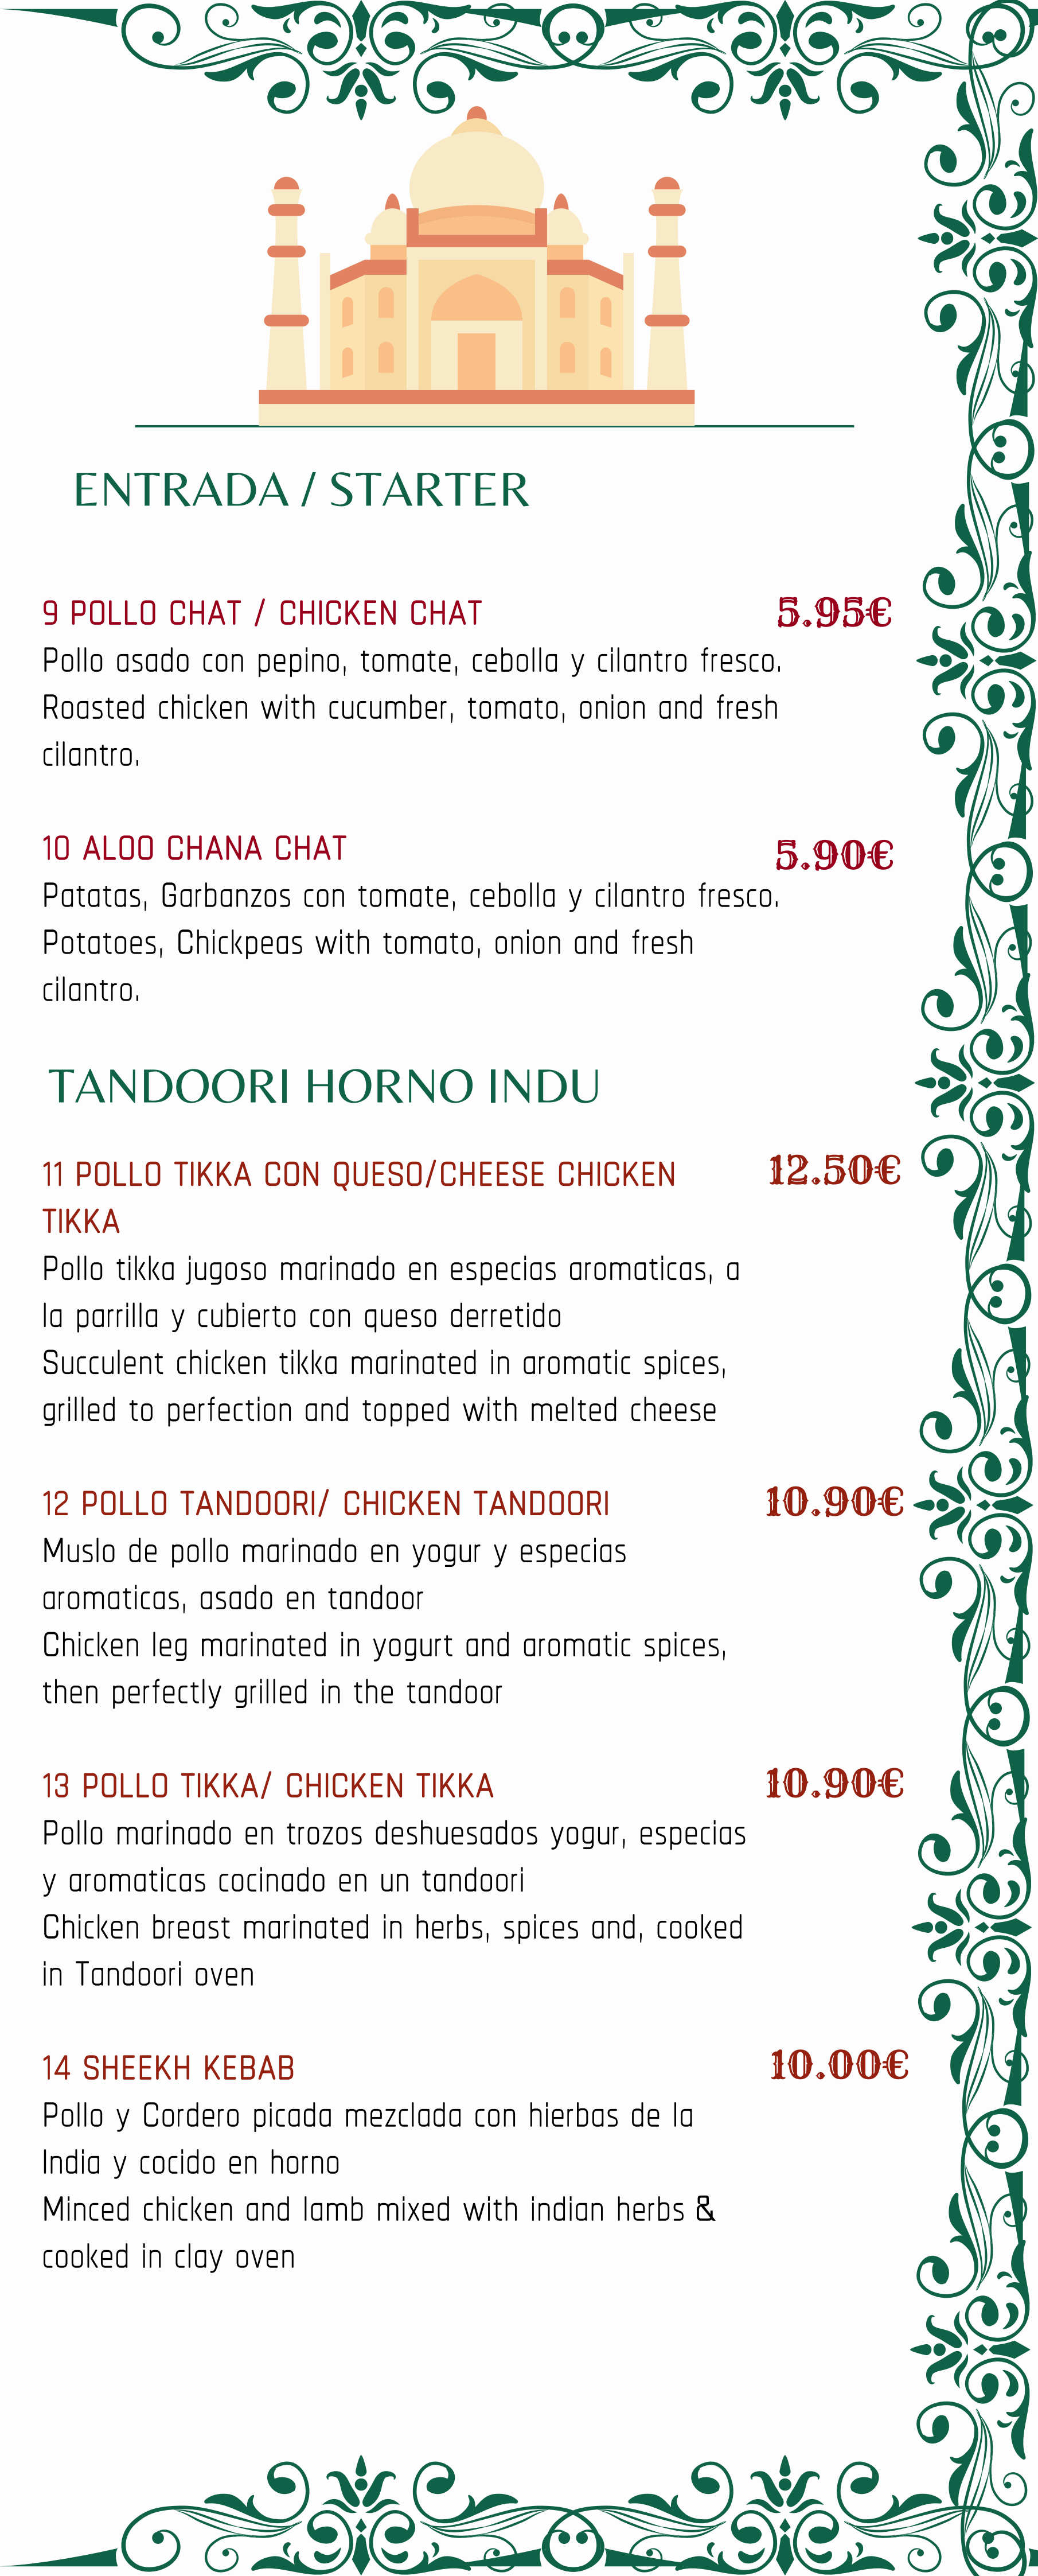 ENTRADA / STARTER
9 POLLO CHAT / CHICKEN CHAT 5.95€
Pollo asado con pepino, tomate, cebolla y cilantro fresco.
Roasted chicken with cucumber, tomato, onion and fresh
cilantro.
10 ALOO CHANA CHAT 5.90€
Patatas, Garbanzos con tomate, cebolla y cilantro fresco.
Potatoes, Chickpeas with tomato, onion and fresh
cilantro.
TANDOORI HORNO INDU
11 POLLO TIKKA CON QUESO/CHEESE CHICKEN 12.50€
TIKKA
Pollo tikka jugoso marinado en especias aromaticas, a
la parrilla y cubierto con queso derretido
Succulent chicken tikka marinated in aromatic spices,
grilled to perfection and topped with melted cheese
12 POLLO TANDOORI/ CHICKEN TANDOORI 10.90€
Muslo de pollo marinado en yogur y especias
aromaticas, asado en tandoor
Chicken leg marinated in yogurt and aromatic spices,
then perfectly grilled in the tandoor
13 POLLO TIKKA/ CHICKEN TIKKA 10.90€
Pollo marinado en trozos deshuesados yogur, especias
y aromaticas cocinado en un tandoori
Chicken breast marinated in herbs, spices and, cooked
in Tandoori oven
14 SHEEKH KEBAB 10.00€
Pollo y Cordero picada mezclada con hierbas de la
India y cocido en horno
Minced chicken and lamb mixed with indian herbs &
cooked in clay oven